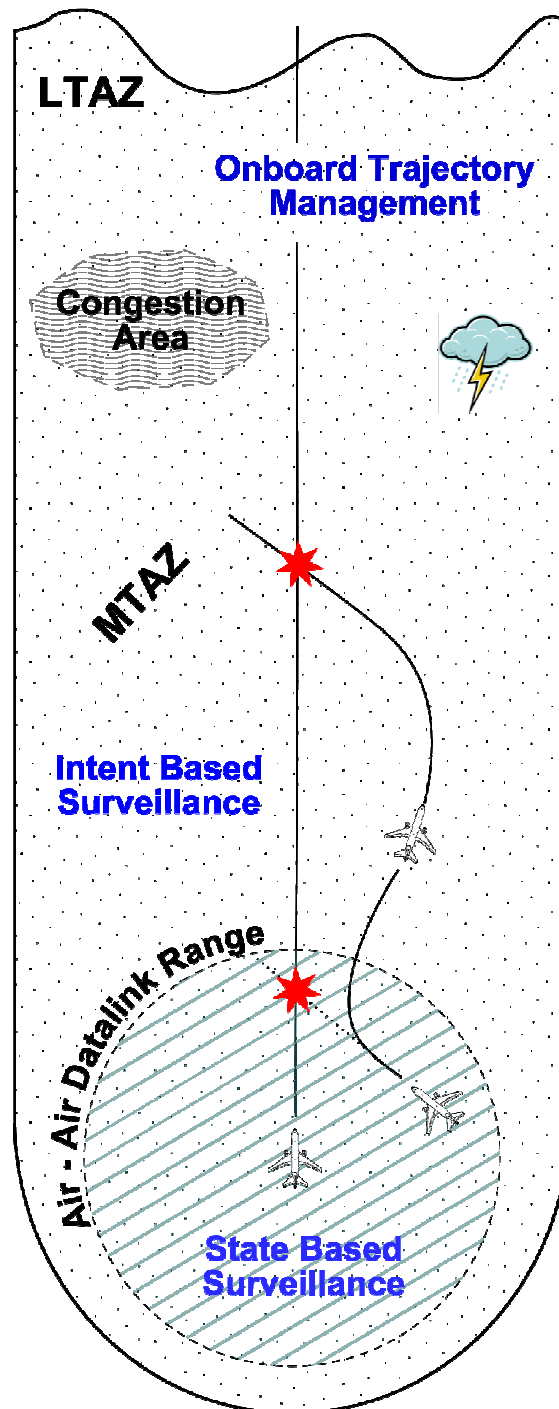 LTAZ
Onboard Trajectory
Management
Congestion
Area
MTAZ
Intent Based
Surveillance
Air - Air Datalink Range
State Based
Surveillance